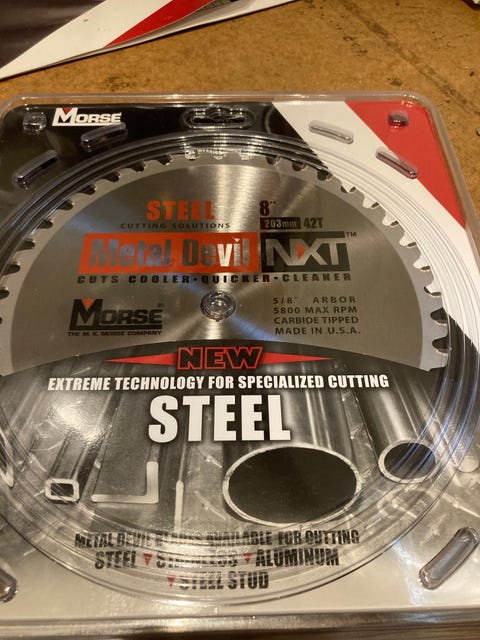 MORSE
STEEL
CUTTING SOLUTIONS
8"
203mm 42T
Metal Devil NXT™
CUTS COOLER·QUICKER·CLEANER
MORSE®
THE M. K. MORSE COMPANY
5/8" ARBOR
5800 MAX RPM
CARBIDE TIPPED
MADE IN U.S.A.
NEW
EXTREME TECHNOLOGY FOR SPECIALIZED CUTTING
STEEL
METAL DEVIL BLADES AVAILABLE FOR CUTTING
STEEL ▼ STAINLESS ▼ ALUMINUM
▼ STEEL STUD